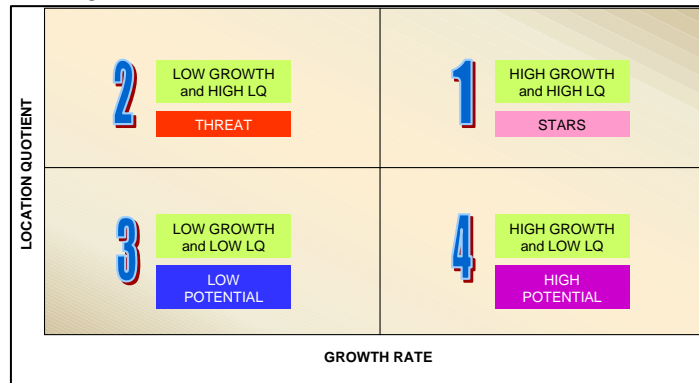 LOCATION QUOTIENT
2
LOW GROWTH
and HIGH LQ
THREAT
1
HIGH GROWTH
and HIGH LQ
STARS
3
LOW GROWTH
and LOW LQ
LOW
POTENTIAL
4
HIGH GROWTH
and LOW LQ
HIGH
POTENTIAL
GROWTH RATE